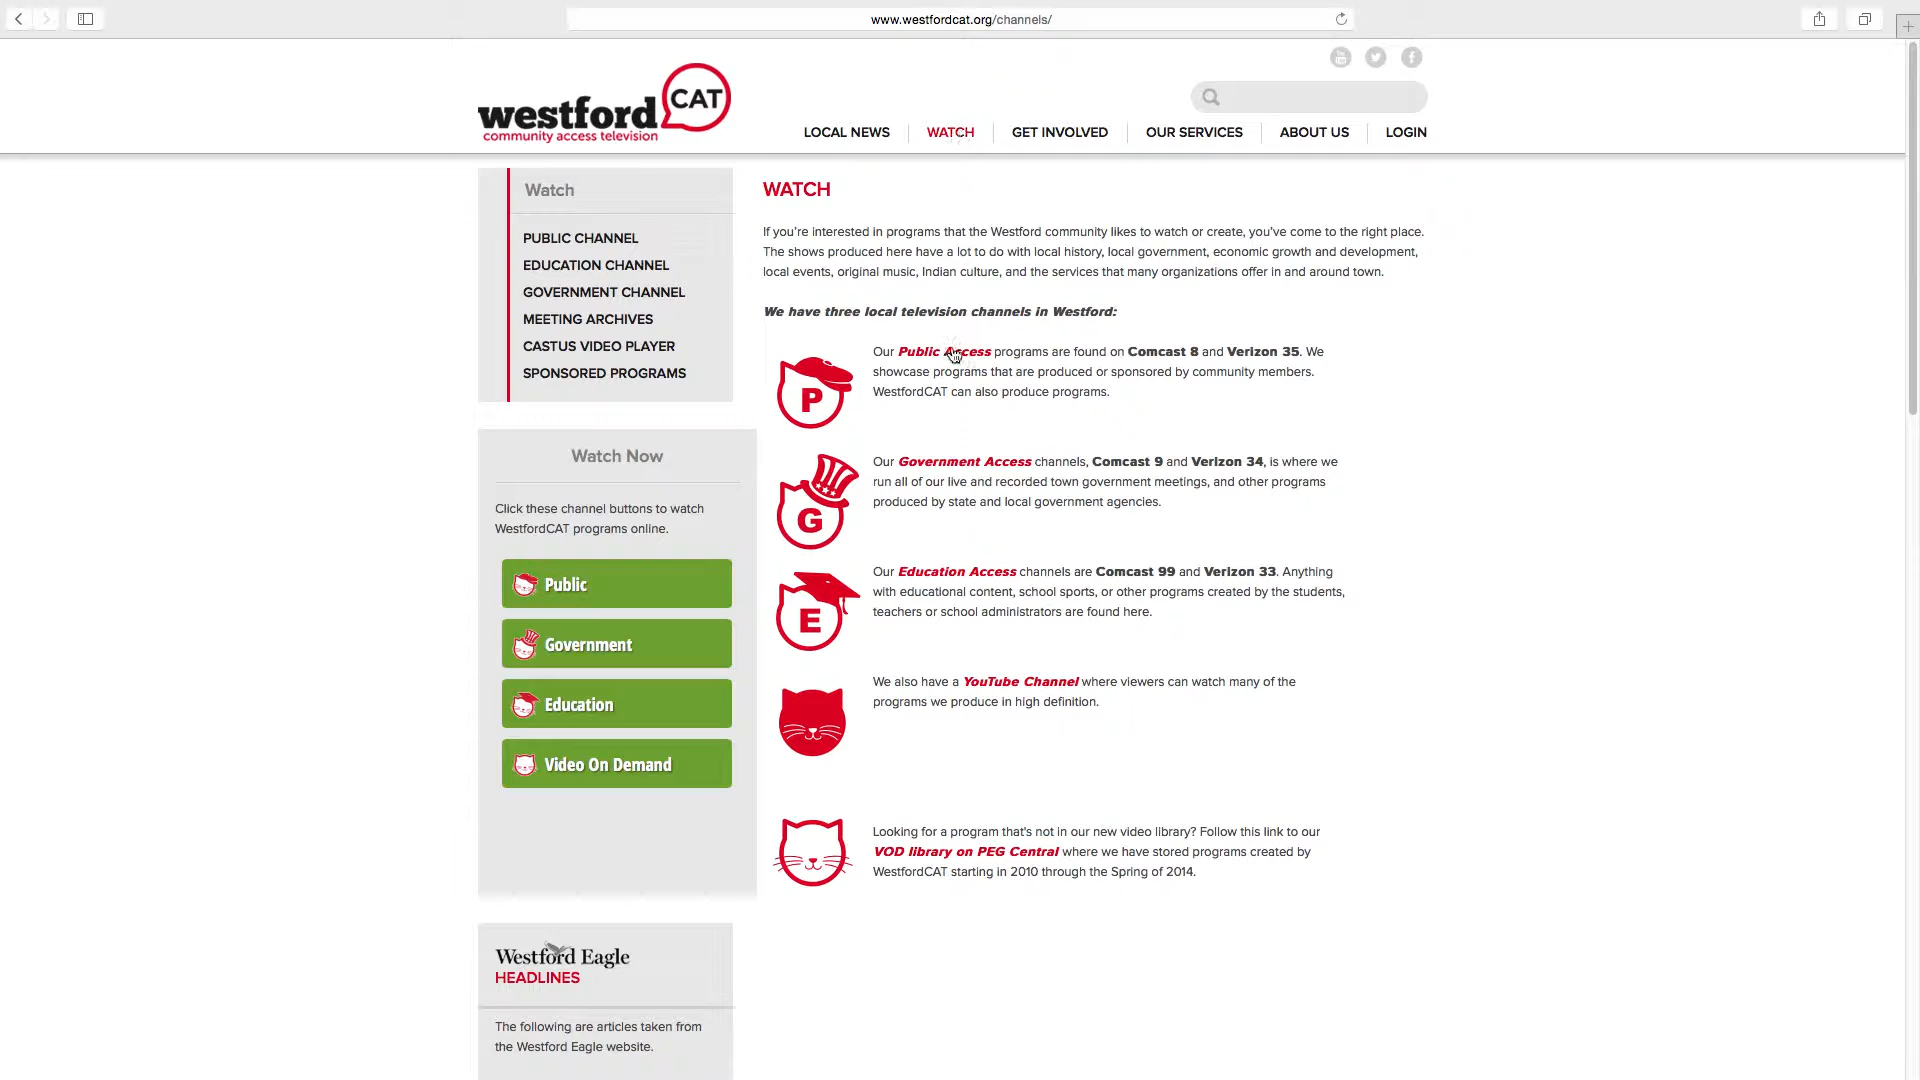 www.westfordcat.org/channels/
westford CAT
community access television
You Tube
LOCAL NEWS WATCH GET INVOLVED OUR SERVICES ABOUT US LOGIN
Watch
PUBLIC CHANNEL
EDUCATION CHANNEL
GOVERNMENT CHANNEL
MEETING ARCHIVES
CASTUS VIDEO PLAYER
SPONSORED PROGRAMS
Watch Now
Click these channel buttons to watch
WestfordCAT programs online.
Public
Government
Education
Video On Demand
Westford Eagle
HEADLINES
The following are articles taken from
the Westford Eagle website.
WATCH
If you're interested in programs that the Westford community likes to watch or create, you've come to the right place.
The shows produced here have a lot to do with local history, local government, economic growth and development,
local events, original music, Indian culture, and the services that many organizations offer in and around town.
We have three local television channels in Westford:
P
Our Public Access programs are found on Comcast 8 and Verizon 35. We
showcase programs that are produced or sponsored by community members.
WestfordCAT can also produce programs.
G
Our Government Access channels, Comcast 9 and Verizon 34, is where we
run all of our live and recorded town government meetings, and other programs
produced by state and local government agencies.
E
Our Education Access channels are Comcast 99 and Verizon 33. Anything
with educational content, school sports, or other programs created by the students,
teachers or school administrators are found here.
We also have a YouTube Channel where viewers can watch many of the
programs we produce in high definition.
Looking for a program that's not in our new video library? Follow this link to our
VOD library on PEG Central where we have stored programs created by
WestfordCAT starting in 2010 through the Spring of 2014.